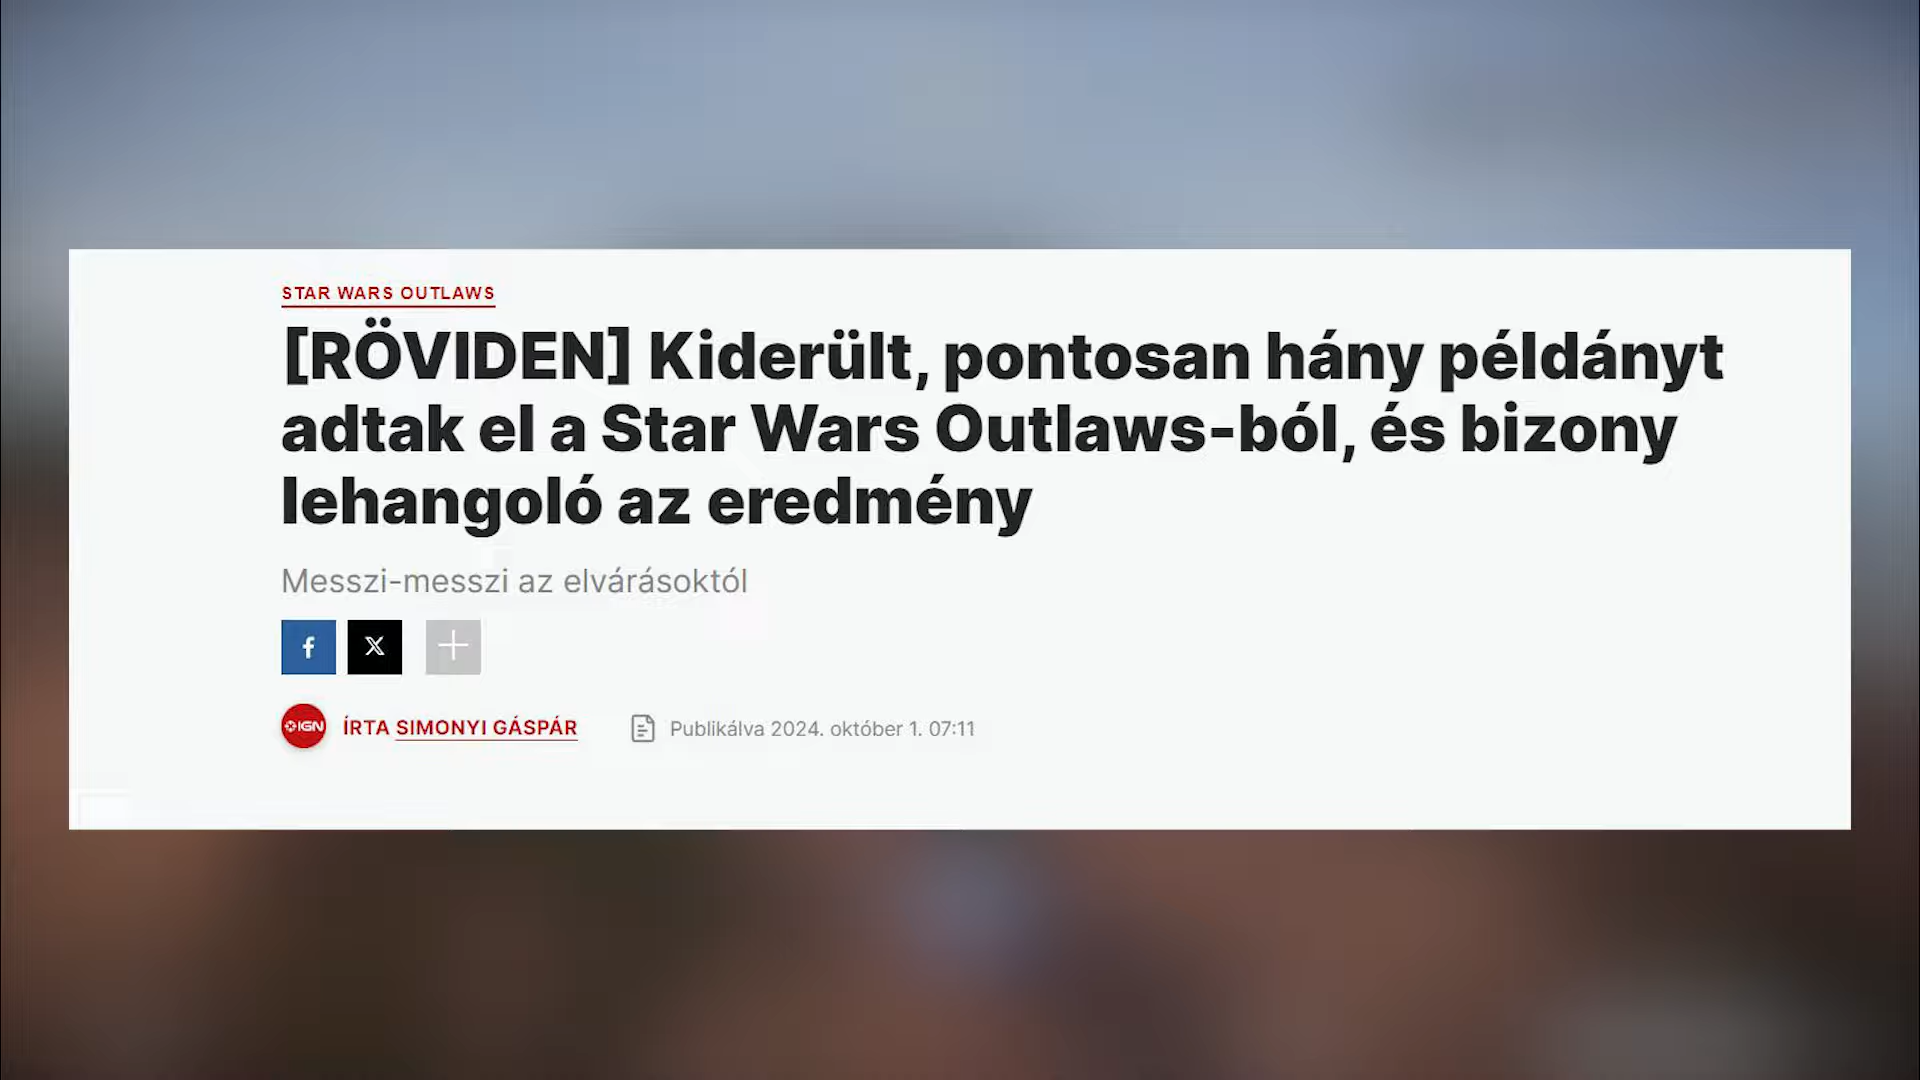 STAR WARS OUTLAWS
[RÖVIDEN] Kiderült, pontosan hány példányt
adtak el a Star Wars Outlaws-ból, és bizony
lehangoló az eredmény
Messzi-messzi az elvárásoktól
IGN ÍRTA SIMONYI GÁSPÁR Publikálva 2024. október 1. 07:11